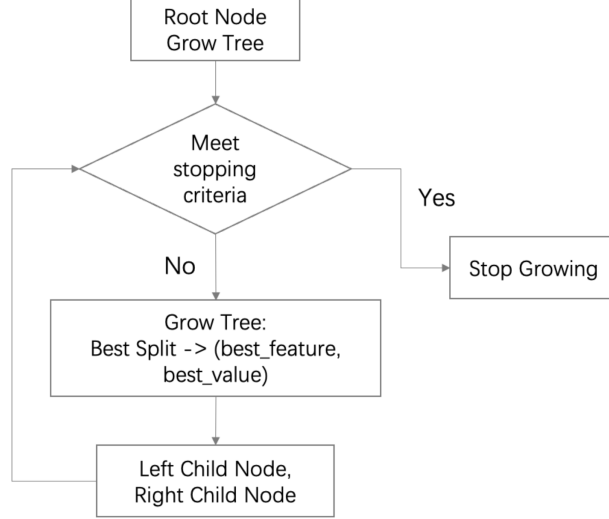 Root Node
Grow Tree
Meet
stopping
criteria
Yes
No
Stop Growing
Grow Tree:
Best Split -> (best_feature,
best_value)
Left Child Node,
Right Child Node